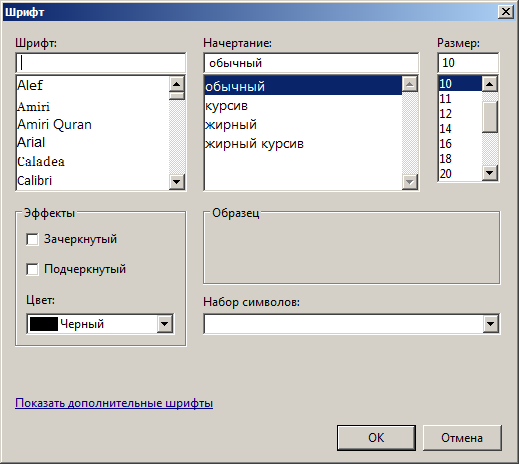 Шрифт
Шрифт:
Alef
Amiri
Amiri Quran
Arial
Caladea
Calibri
Начертание:
обычный
обычный
курсив
жирный
жирный курсив
Размер:
10
10
11
12
14
16
18
20
Эффекты
Зачеркнутый
Подчеркнутый
Цвет:
Черный
Образец
Набор символов:
Показать дополнительные шрифты
ОК
Отмена